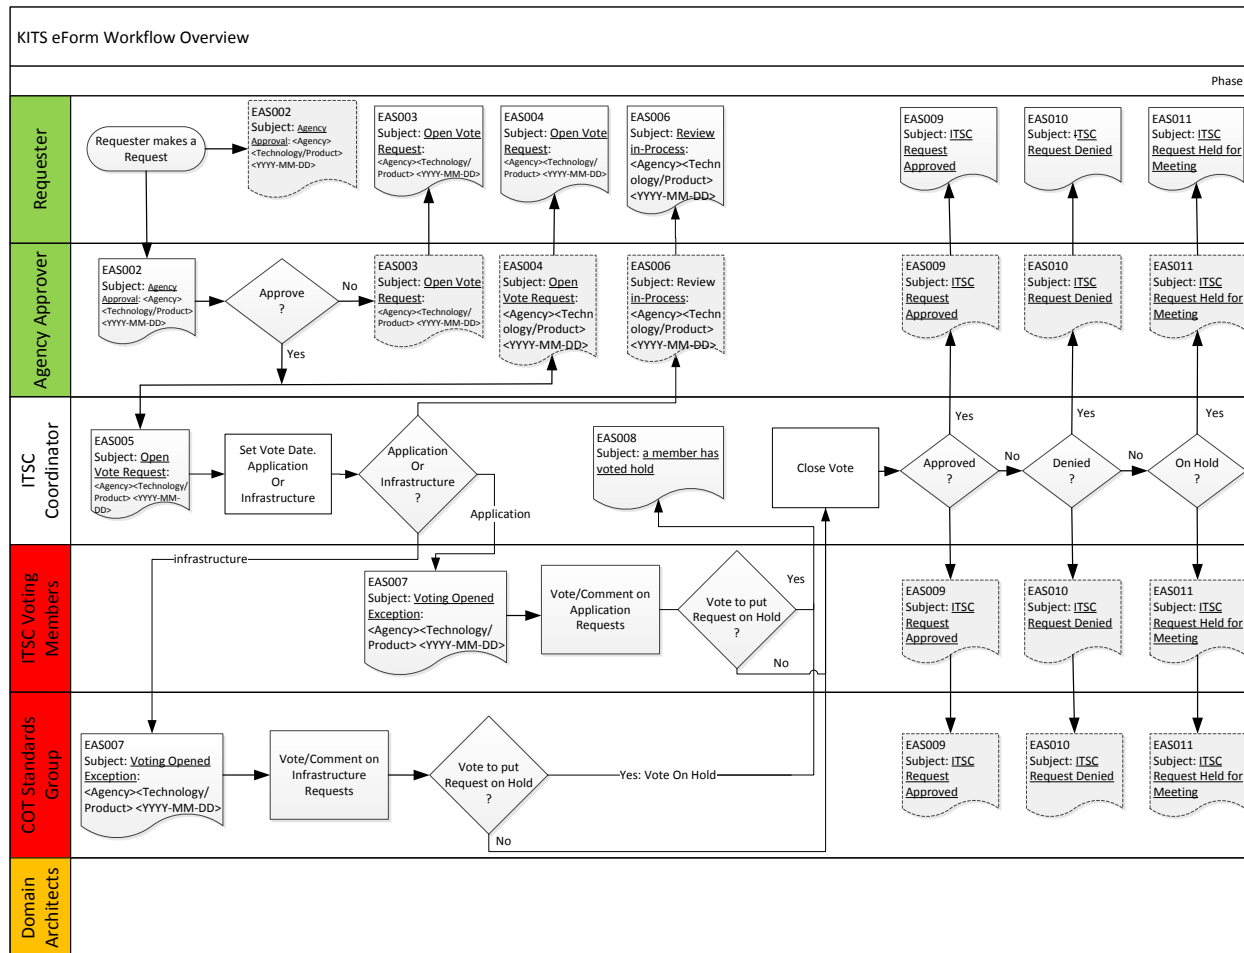 KITS eForm Workflow Overview
Phase
Requester
Requester makes a
Request
EAS002
Subject: Agency
Approval: <Agency>
<Technology/Product>
<YYYY-MM-DD>
EAS003
Subject: Open Vote
Request:
<Agency><Technology/
Product> <YYYY-MM-DD>
EAS004
Subject: Open Vote
Request:
<Agency><Technology/
Product> <YYYY-MM-DD>
EAS006
Subject: Review
in-Process:
<Agency><Techn
ology/Product>
<YYYY-MM-DD>
EAS009
Subject: ITSC
Request
Approved
EAS010
Subject: ITSC
Request Denied
EAS011
Subject: ITSC
Request Held for
Meeting
Agency Approver
EAS002
Subject: Agency
Approval: <Agency>
<Technology/Product>
<YYYY-MM-DD>
Approve
?
No
Yes
EAS003
Subject: Open Vote
Request:
<Agency><Technology/
Product> <YYYY-MM-DD>
EAS004
Subject: Open
Vote Request:
<Agency><Techn
ology/Product>
<YYYY-MM-DD>
EAS006
Subject: Review
in-Process:
<Agency><Techn
ology/Product>
<YYYY-MM-DD>
EAS009
Subject: ITSC
Request
Approved
EAS010
Subject: ITSC
Request Denied
EAS011
Subject: ITSC
Request Held for
Meeting
ITSC
Coordinator
EAS005
Subject: Open
Vote Request:
<Agency><Technology/
Product> <YYYY-MM-
DD>
Set Vote Date.
Application
Or
Infrastructure
Application
Or
Infrastructure
?
Application
infrastructure
EAS008
Subject: a member has
voted hold
Close Vote
Approved
?
Yes
No
Denied
?
Yes
No
On Hold
?
Yes
ITSC Voting
Members
EAS007
Subject: Voting Opened
Exception:
<Agency><Technology/
Product> <YYYY-MM-DD>
Vote/Comment on
Application
Requests
Vote to put
Request on Hold
?
Yes
No
EAS009
Subject: ITSC
Request
Approved
EAS010
Subject: ITSC
Request Denied
EAS011
Subject: ITSC
Request Held for
Meeting
COT Standards
Group
EAS007
Subject: Voting Opened
Exception:
<Agency><Technology/
Product> <YYYY-MM-DD>
Vote/Comment on
Infrastructure
Requests
Vote to put
Request on Hold
?
Yes: Vote On Hold
No
EAS009
Subject: ITSC
Request
Approved
EAS010
Subject: ITSC
Request Denied
EAS011
Subject: ITSC
Request Held for
Meeting
Domain
Architects